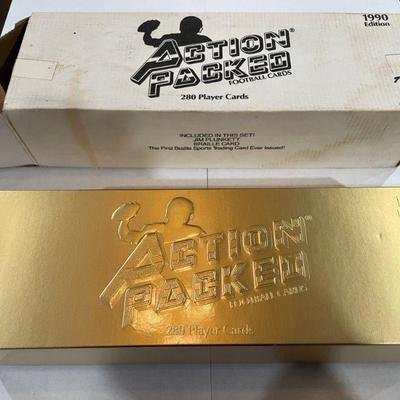 ACTION®
PACKED
FOOTBALL CARDS
280 Player Cards
1990
Edition
INCLUDED IN THIS SET!
JIM PLUNKETT
BRAILLE CARD
The First Braille Sports Trading Card Ever Issued!
ACTION®
PACKED
FOOTBALL CARDS
280 Player Cards